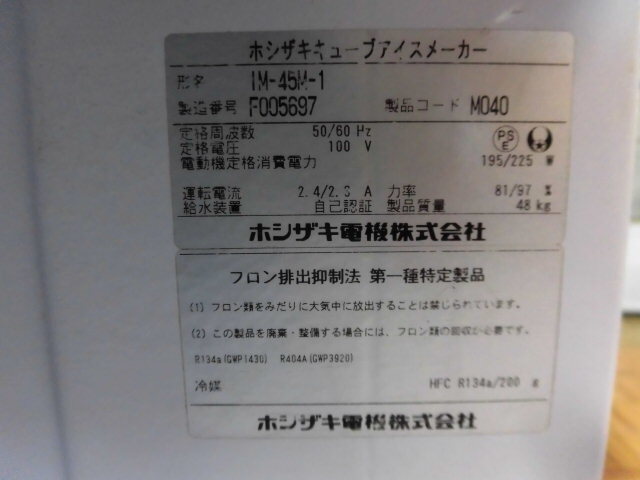 ホシザキキューブアイスメーカー
形名 IM-45M-1
製造番号 F005697 製品コード M040
定格周波数 50/60 Hz
定格電圧 100 V
PSE
電動機定格消費電力 195/225 W
運転電流 2.4/2.3 A 力率 81/97 %
給水装置 自己認証 製品質量 48 kg
ホシザキ電機株式会社
フロン排出抑制法 第一種特定製品
(1) フロン類をみだりに大気中に放出することは禁じられています。
(2) この製品を廃棄・整備する場合には、フロン類の回収が必要です。
R134a(GWP1430) R404A(GWP3920)
冷媒 HFC R134a/200 g
ホシザキ電機株式会社